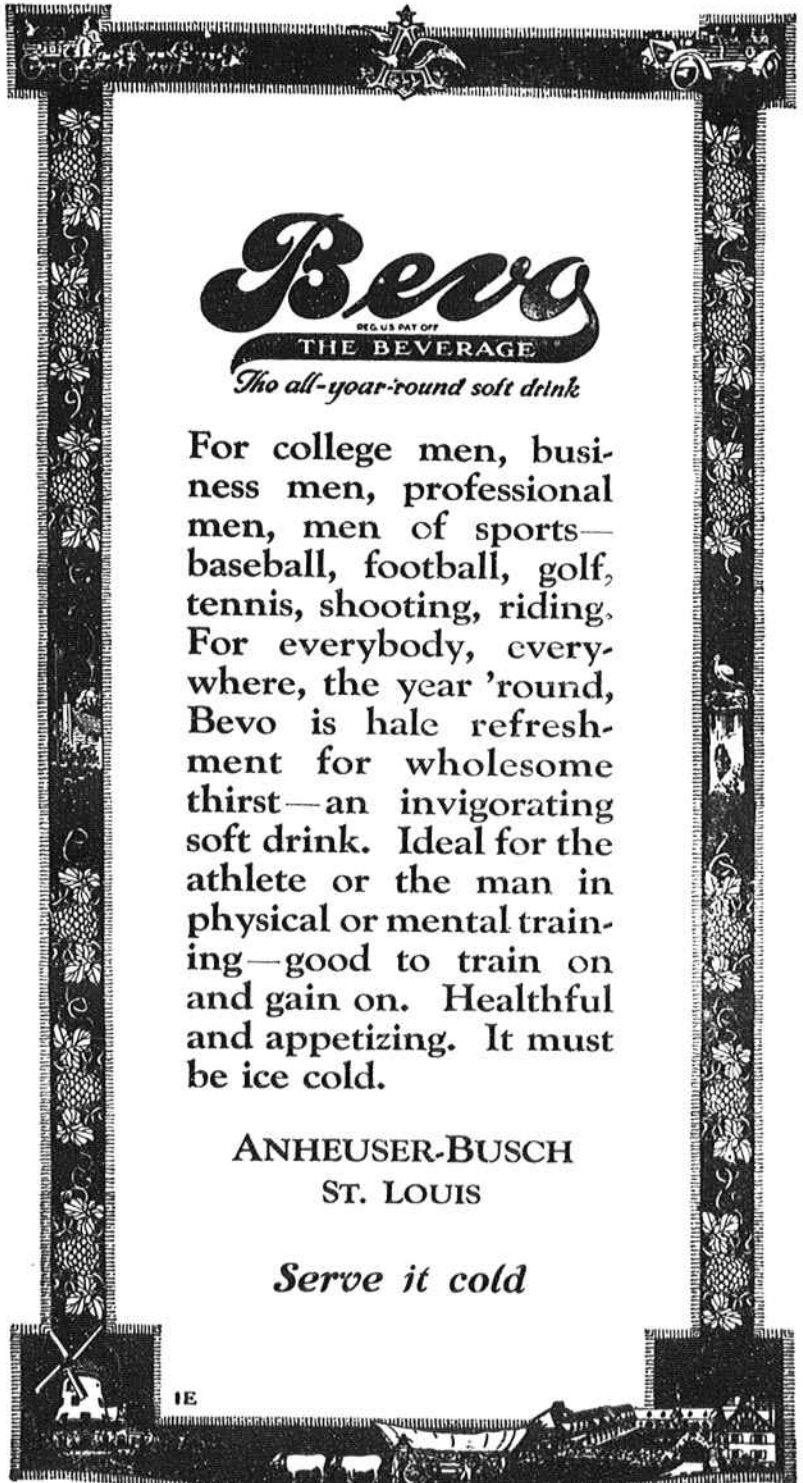 Bevo
REG. US PAT OFF
THE BEVERAGE
The all-year-'round soft drink
For college men, busi-
ness men, professional
men, men of sports—
baseball, football, golf,
tennis, shooting, riding.
For everybody, every-
where, the year 'round,
Bevo is hale refresh-
ment for wholesome
thirst—an invigorating
soft drink. Ideal for the
athlete or the man in
physical or mental train-
ing—good to train on
and gain on. Healthful
and appetizing. It must
be ice cold.
ANHEUSER-BUSCH
ST. LOUIS
Serve it cold
1E